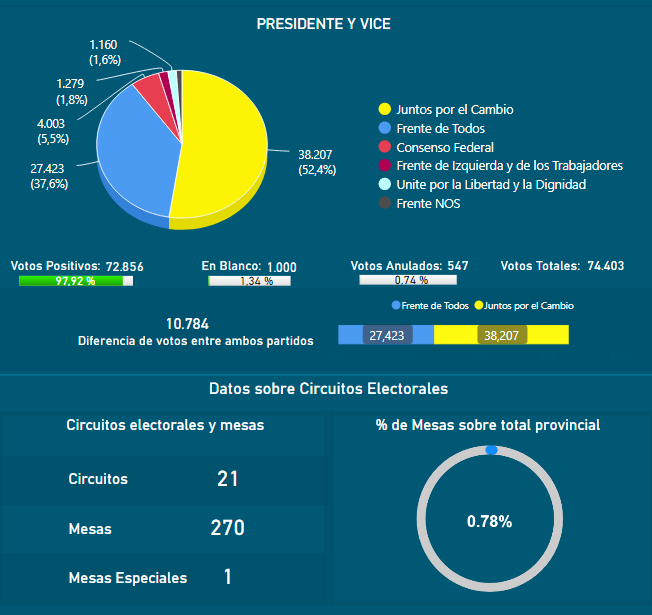 PRESIDENTE Y VICE
1.160
(1,6%)
1.279
(1,8%)
4.003
(5,5%)
27.423
(37,6%)
38.207
(52,4%)
Juntos por el Cambio
Frente de Todos
Consenso Federal
Frente de Izquierda y de los Trabajadores
Unite por la Libertad y la Dignidad
Frente NOS
Votos Positivos: 72.856
97.92 %
En Blanco: 1.000
1,34 %
Votos Anulados: 547
0.74 %
Votos Totales: 74.403
10.784
Diferencia de votos entre ambos partidos
Frente de Todos Juntos por el Cambio
27,423 38,207
Datos sobre Circuitos Electorales
Circuitos electorales y mesas
Circuitos 21
Mesas 270
Mesas Especiales 1
% de Mesas sobre total provincial
0.78%